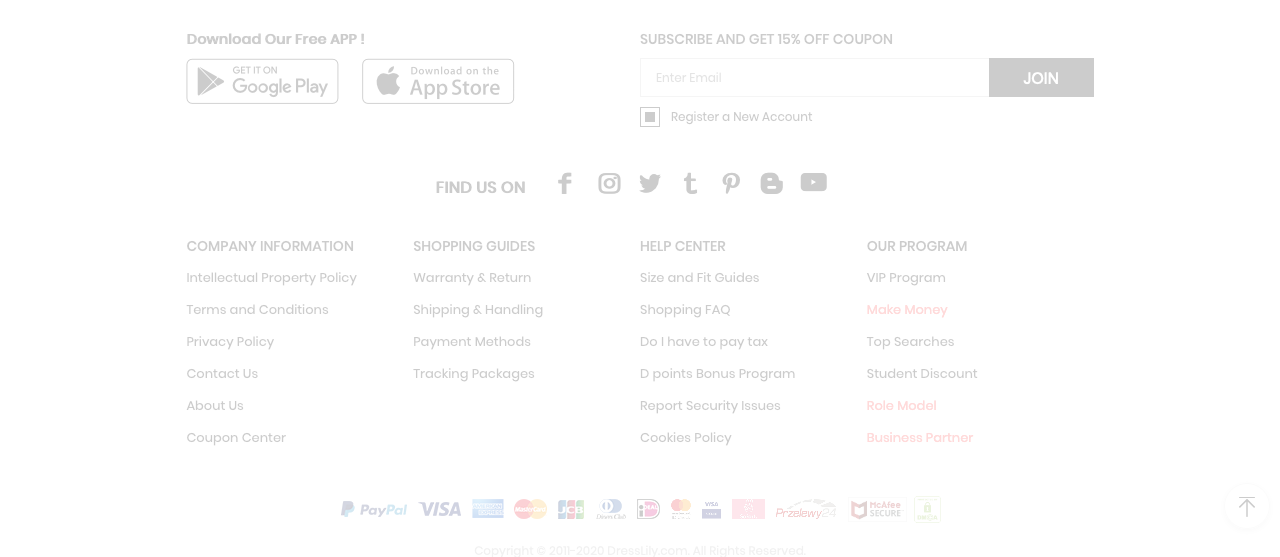 Download Our Free APP !
GET IT ON
Google Play
Download on the
App Store
SUBSCRIBE AND GET 15% OFF COUPON
Enter Email
JOIN
Register a New Account
FIND US ON
COMPANY INFORMATION
Intellectual Property Policy
Terms and Conditions
Privacy Policy
Contact Us
About Us
Coupon Center
SHOPPING GUIDES
Warranty & Return
Shipping & Handling
Payment Methods
Tracking Packages
HELP CENTER
Size and Fit Guides
Shopping FAQ
Do I have to pay tax
D points Bonus Program
Report Security Issues
Cookies Policy
OUR PROGRAM
VIP Program
Make Money
Top Searches
Student Discount
Role Model
Business Partner
PayPal VISA MasterCard JCB Diners Club iDEAL VISA Przelewy24 McAfee SECURE
Copyright © 2011-2020 DressLily.com. All Rights Reserved.